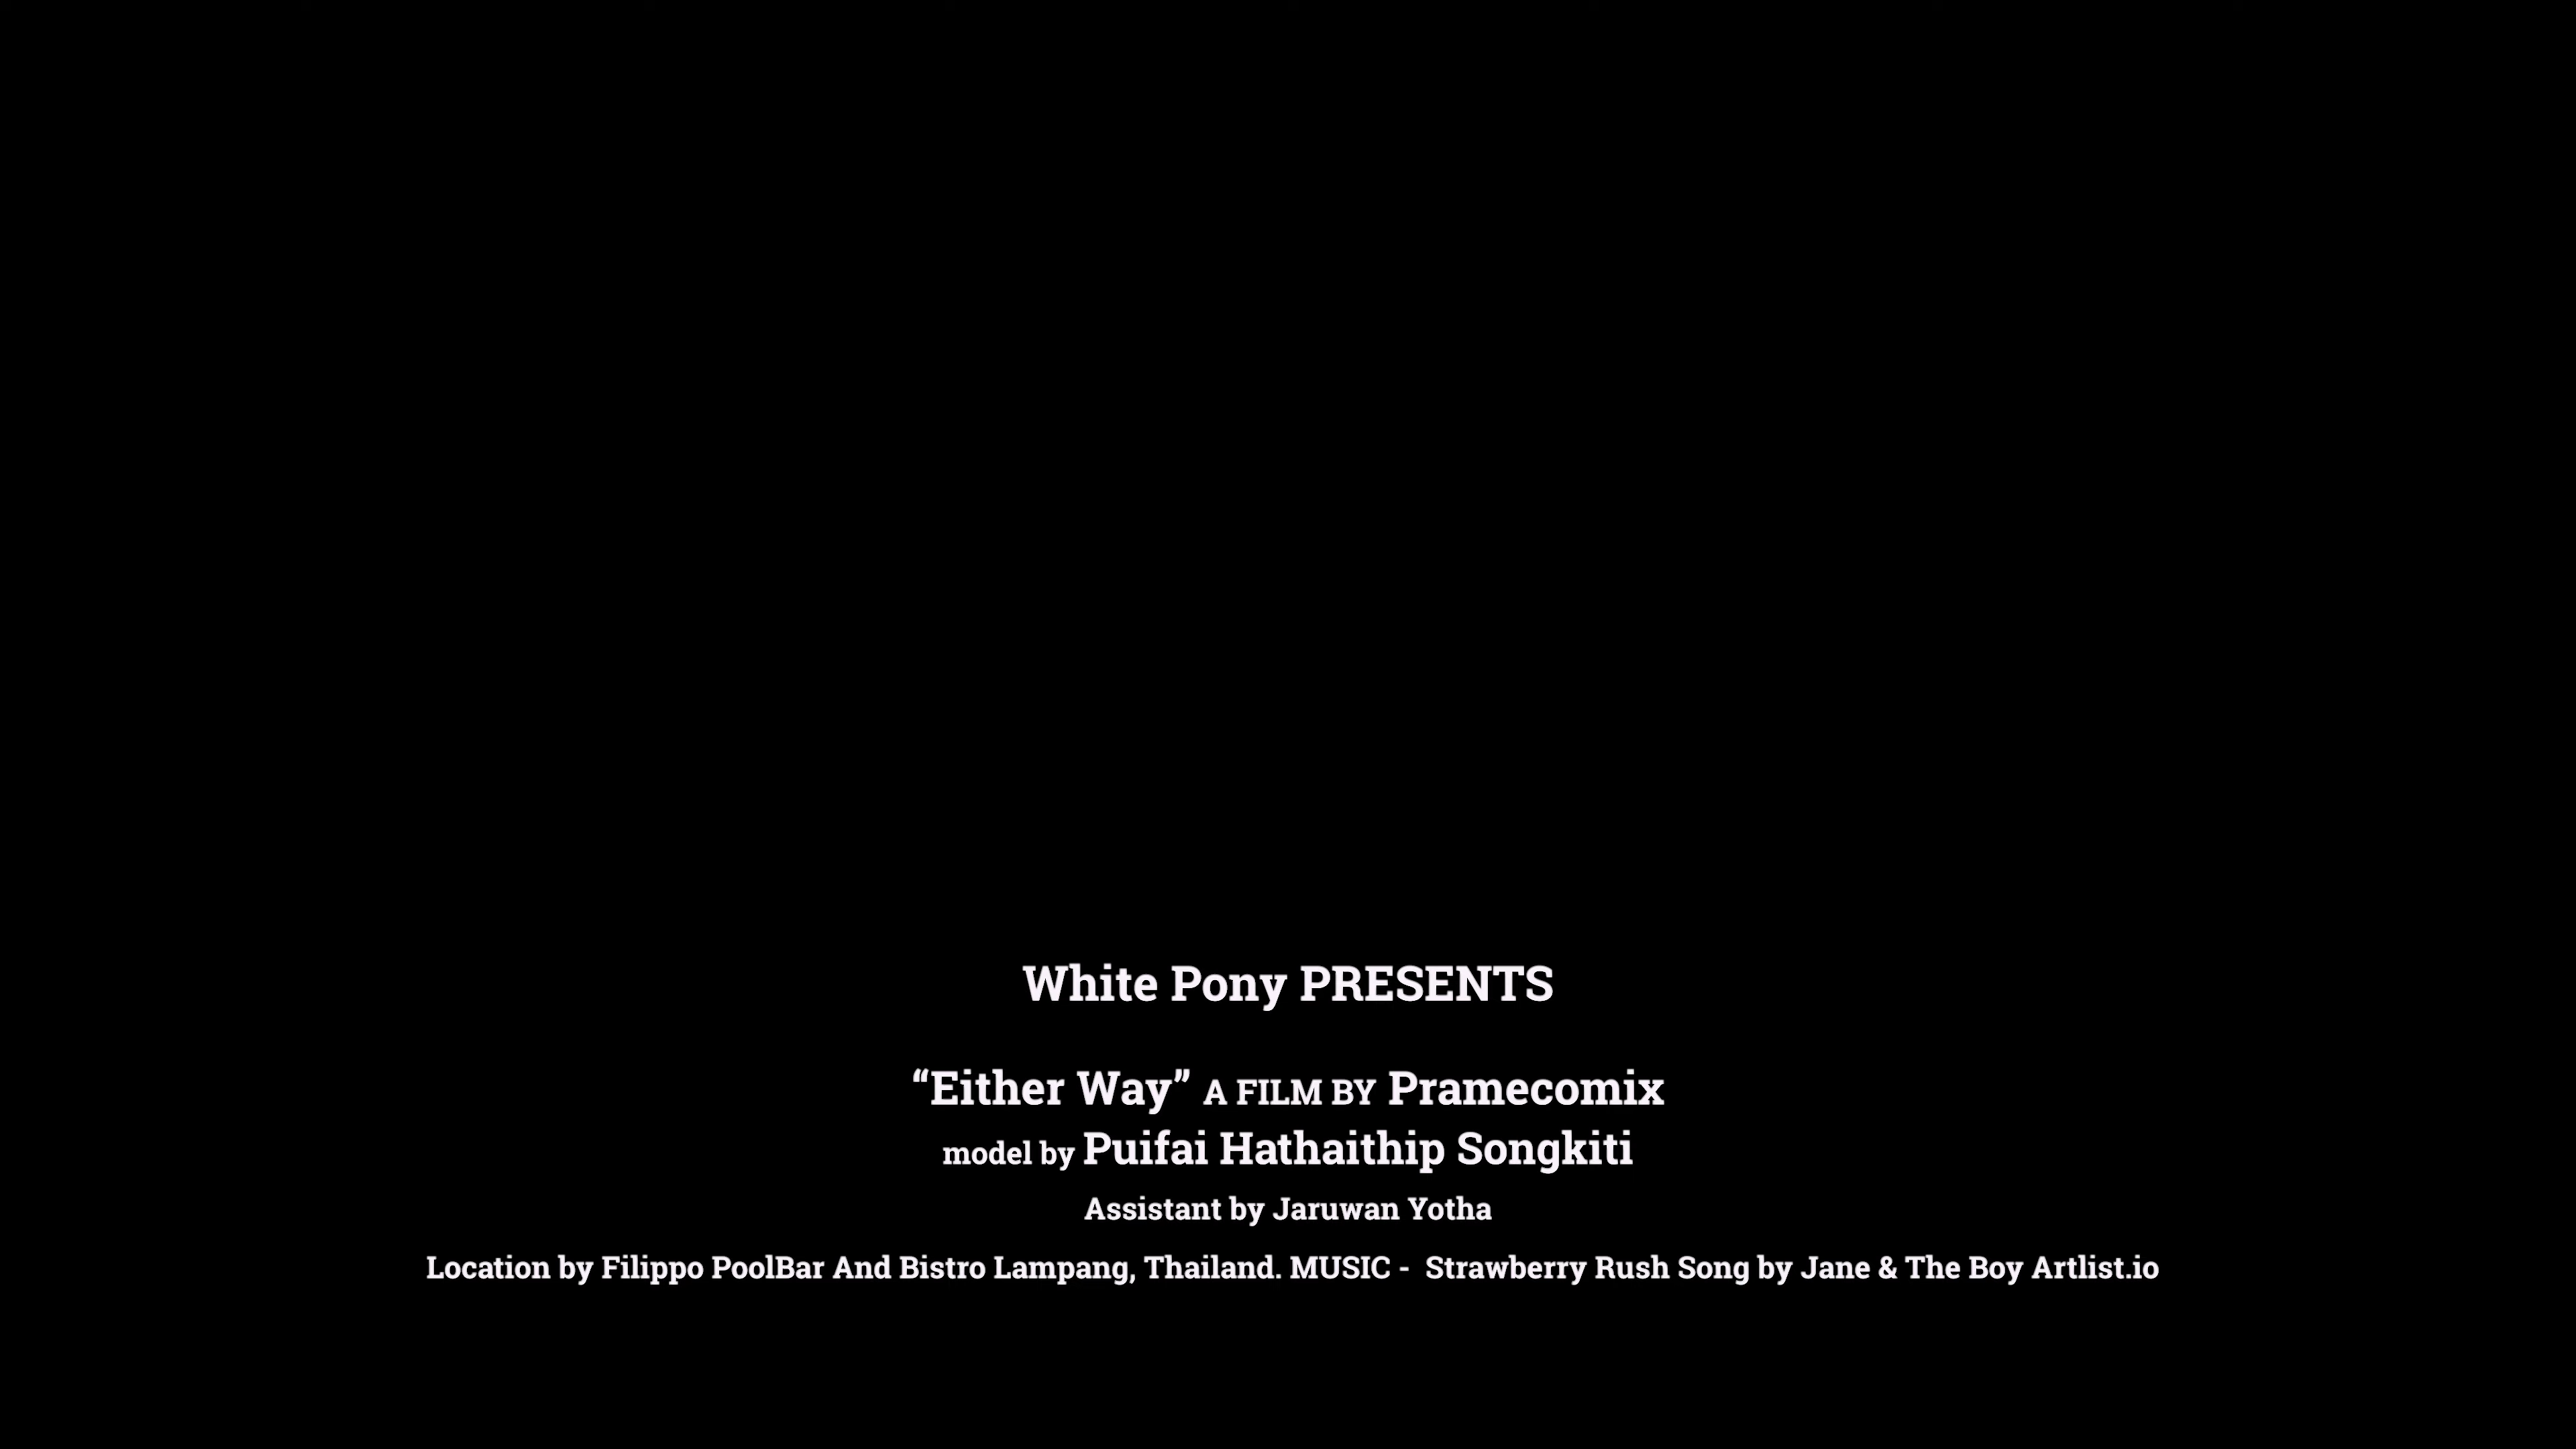 White Pony PRESENTS
“Either Way” A FILM BY Pramecomix
model by Puifai Hathaithip Songkiti
Assistant by Jaruwan Yotha
Location by Filippo PoolBar And Bistro Lampang, Thailand. MUSIC -  Strawberry Rush Song by Jane & The Boy Artlist.io